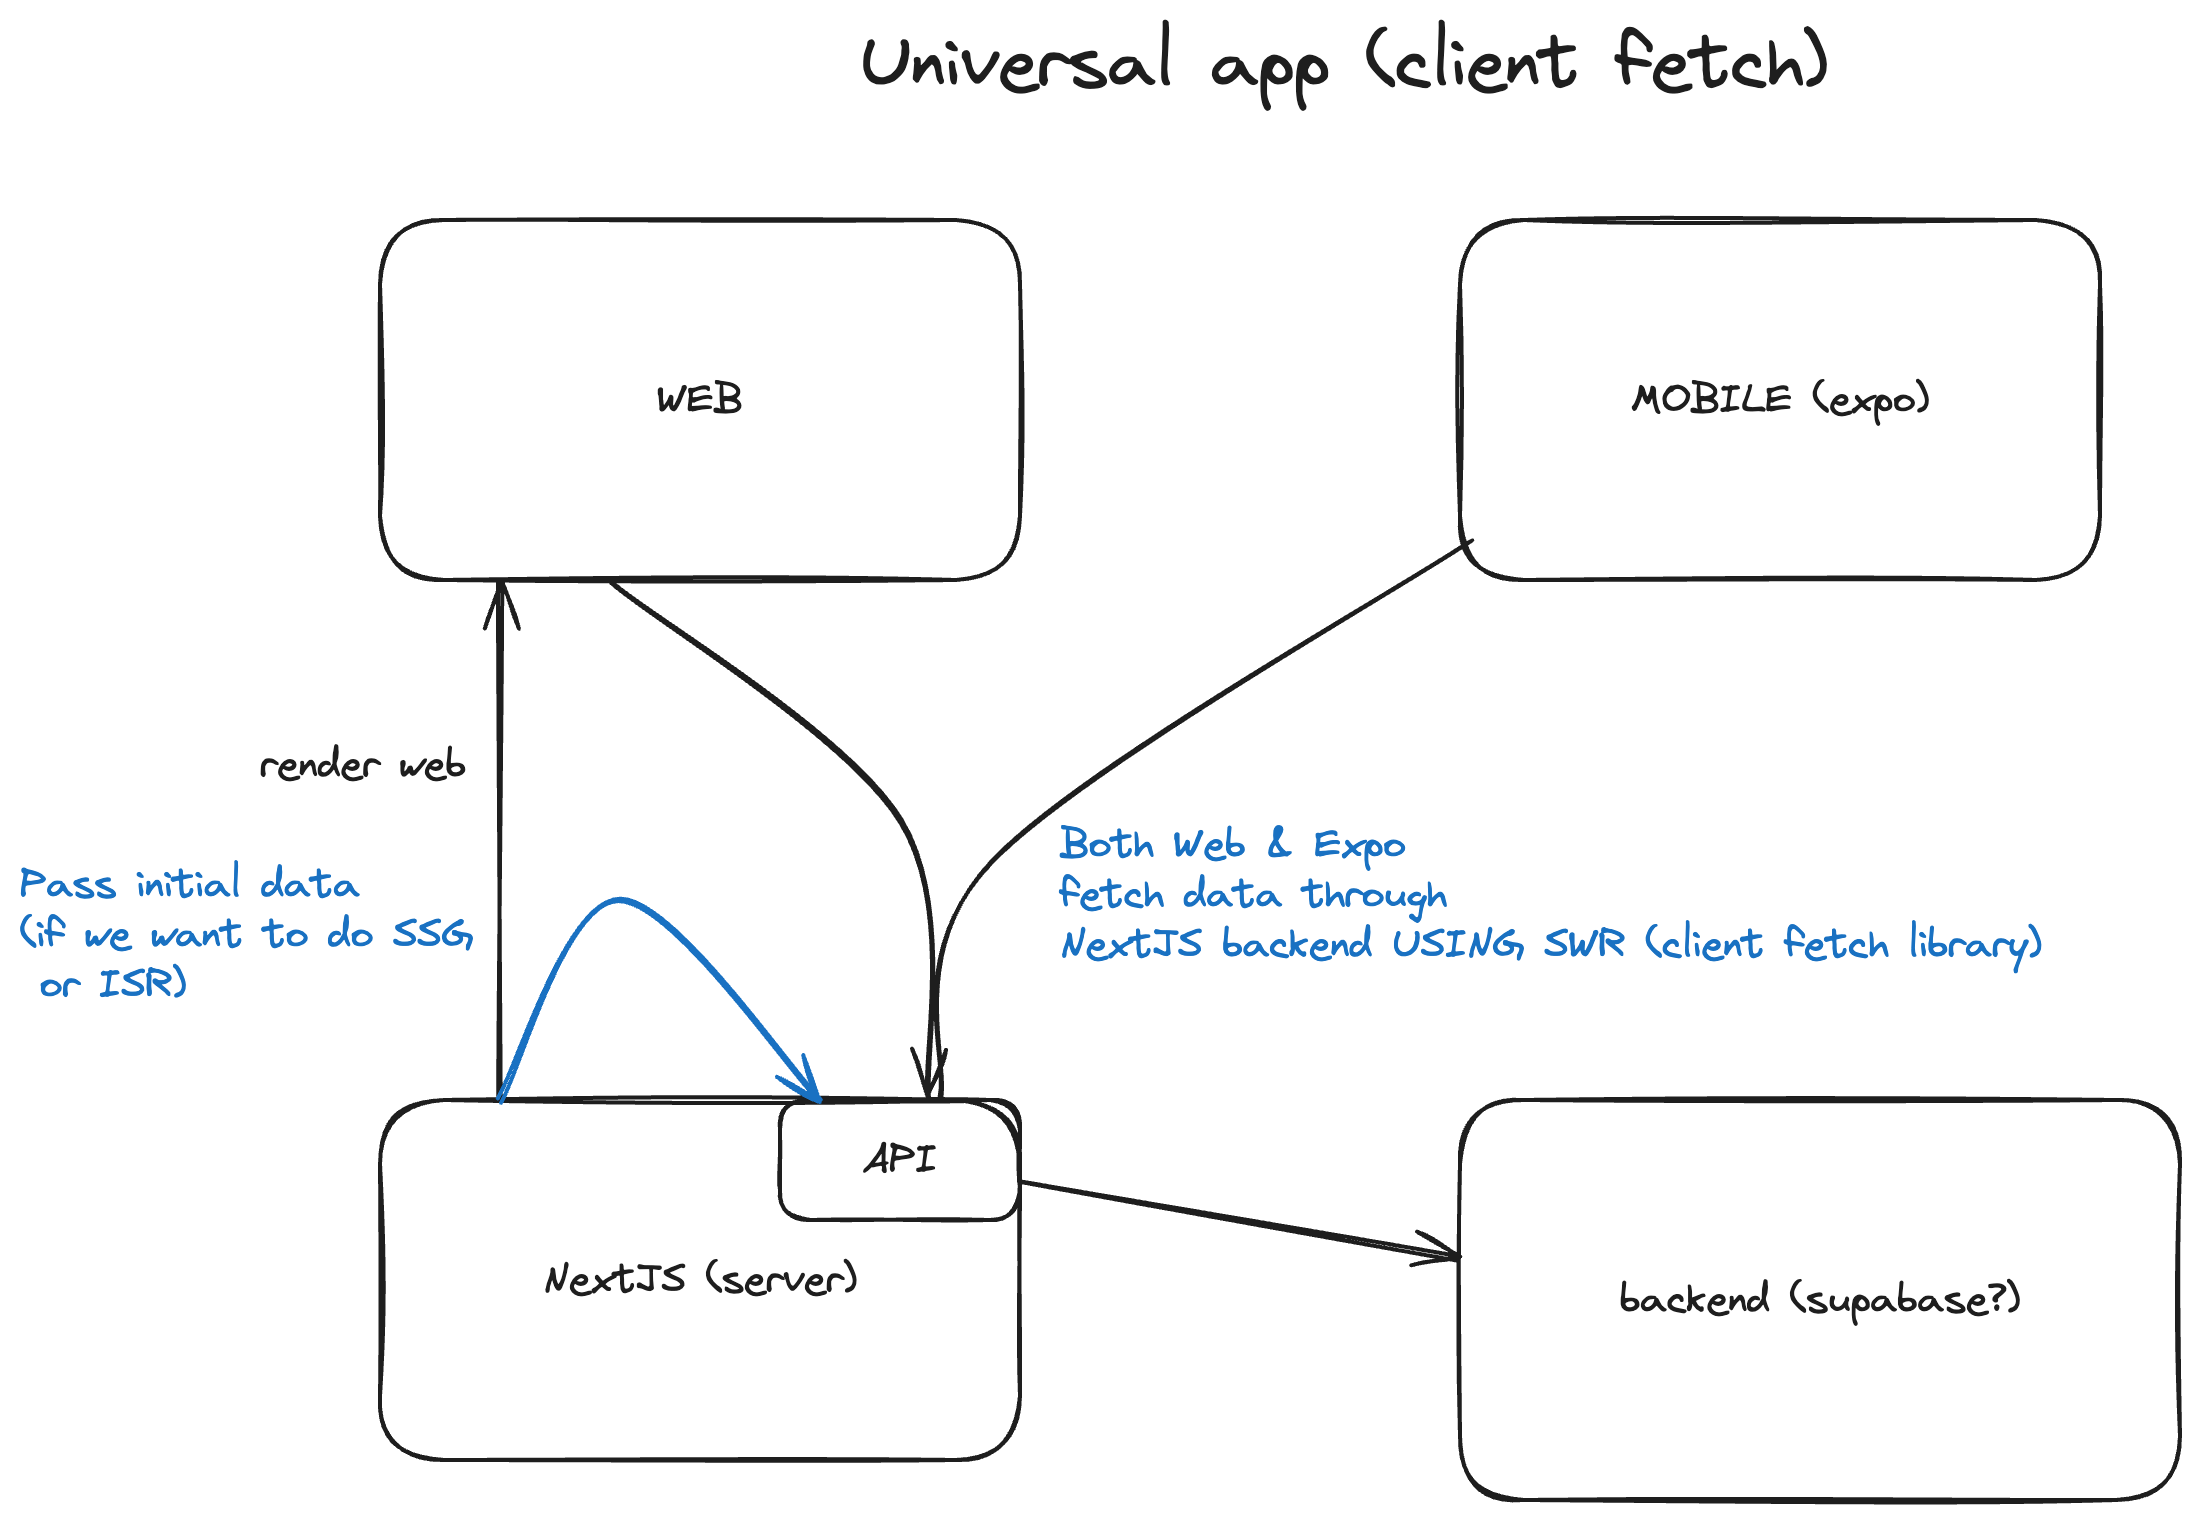 Universal app (client fetch)
WEB
MOBILE (expo)
render web
Pass initial data
(if we want to do SSG
or ISR)
Both Web & Expo
fetch data through
NextJS backend USING SWR (client fetch library)
API
NextJS (server)
backend (supabase?)